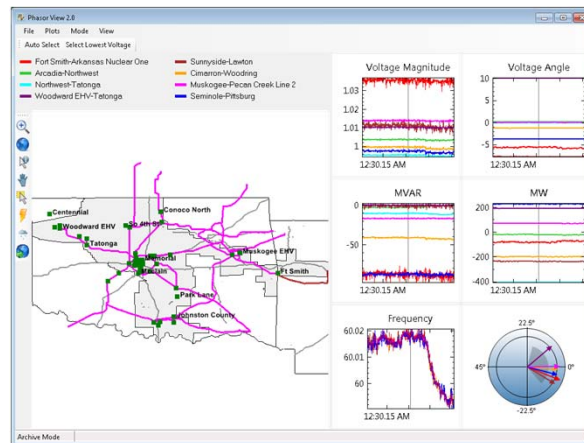 Phasor View 2.0
File Plots Mode View
Auto Select Select Lowest Voltage
Fort Smith-Arkansas Nuclear One Sunnyside-Lawton
Arcadia-Northwest Cimarron-Woodring
Northwest-Tatonga Muskogee-Pecan Creek Line 2
Woodward EHV-Tatonga Seminole-Pittsburg
Voltage Magnitude
1.03
1.02
1.01
1
12:30.15 AM
Voltage Angle
10
5
0
-5
12:30.15 AM
Centennial
Conoco North
Woodward EHV
So 4th St
Tatonga
Memorial
Muskogee EHV
Ft Smith
Park Lane
Johnston County
MVAR
0
-50
12:30.15 AM
MW
200
0
-200
-400
12:30.15 AM
Frequency
60.02
60.01
60
12:30.15 AM
22.5°
45°
0°
-22.5°
Archive Mode